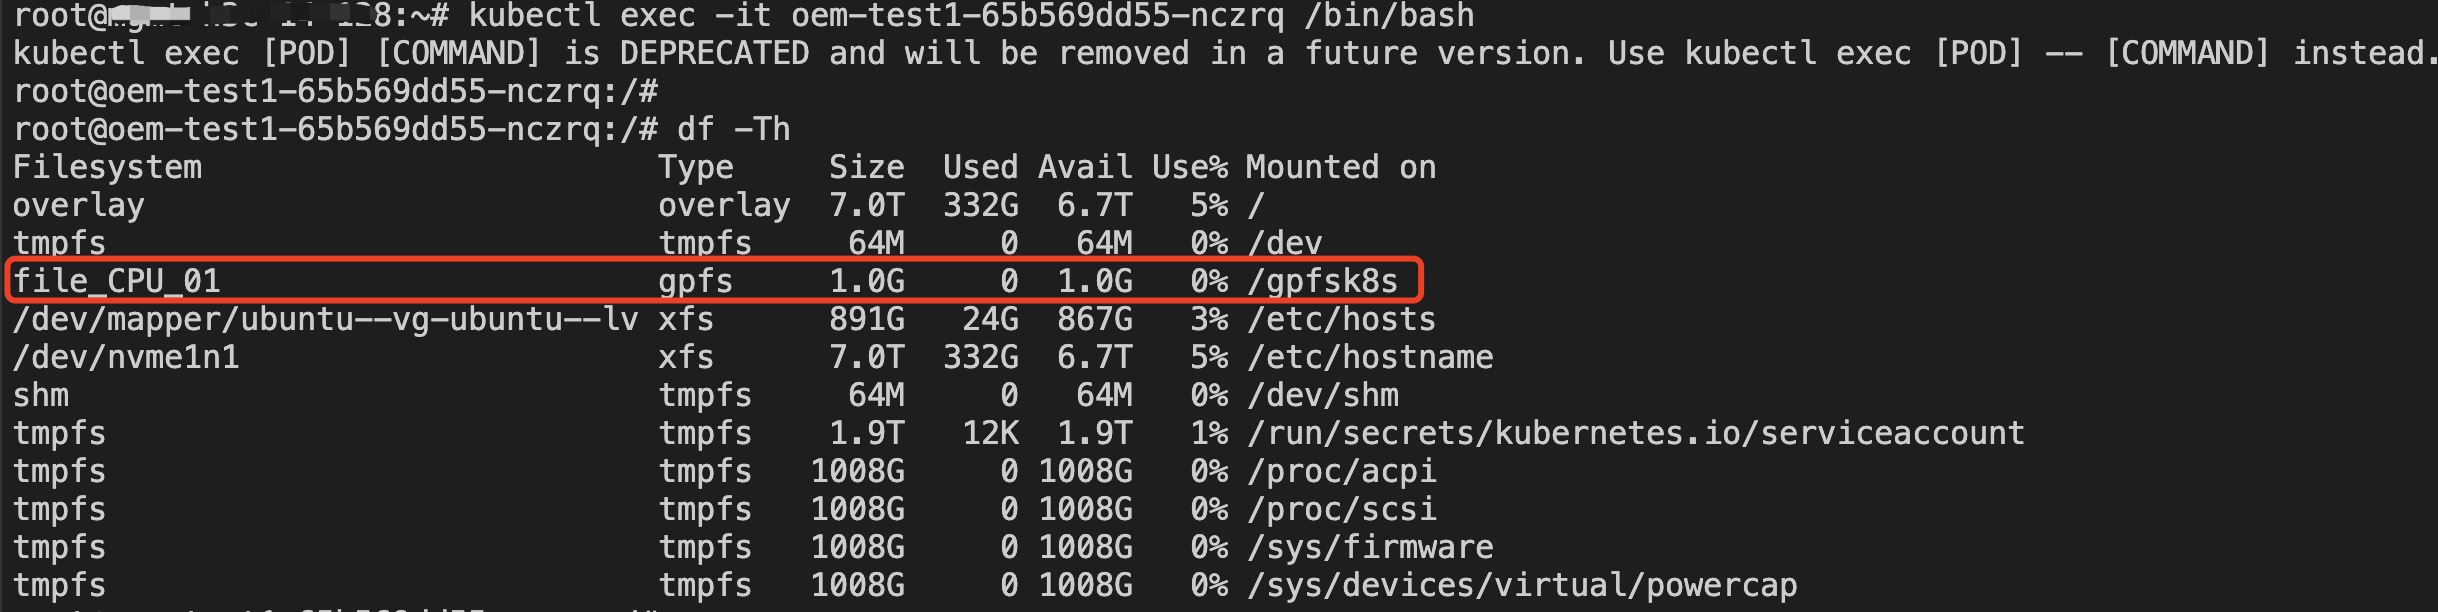 root@ 128:~# kubectl exec -it oem-test1-65b569dd55-nczrq /bin/bash
kubectl exec [POD] [COMMAND] is DEPRECATED and will be removed in a future version. Use kubectl exec [POD] -- [COMMAND] instead.
root@oem-test1-65b569dd55-nczrq:/#
root@oem-test1-65b569dd55-nczrq:/# df -Th
Filesystem Type Size Used Avail Use% Mounted on
overlay overlay 7.0T 332G 6.7T 5% /
tmpfs tmpfs 64M 0 64M 0% /dev
file_CPU_01 gpfs 1.0G 0 1.0G 0% /gpfsk8s
/dev/mapper/ubuntu--vg-ubuntu--lv xfs 891G 24G 867G 3% /etc/hosts
/dev/nvme1n1 xfs 7.0T 332G 6.7T 5% /etc/hostname
shm tmpfs 64M 0 64M 0% /dev/shm
tmpfs tmpfs 1.9T 12K 1.9T 1% /run/secrets/kubernetes.io/serviceaccount
tmpfs tmpfs 1008G 0 1008G 0% /proc/acpi
tmpfs tmpfs 1008G 0 1008G 0% /proc/scsi
tmpfs tmpfs 1008G 0 1008G 0% /sys/firmware
tmpfs tmpfs 1008G 0 1008G 0% /sys/devices/virtual/powercap